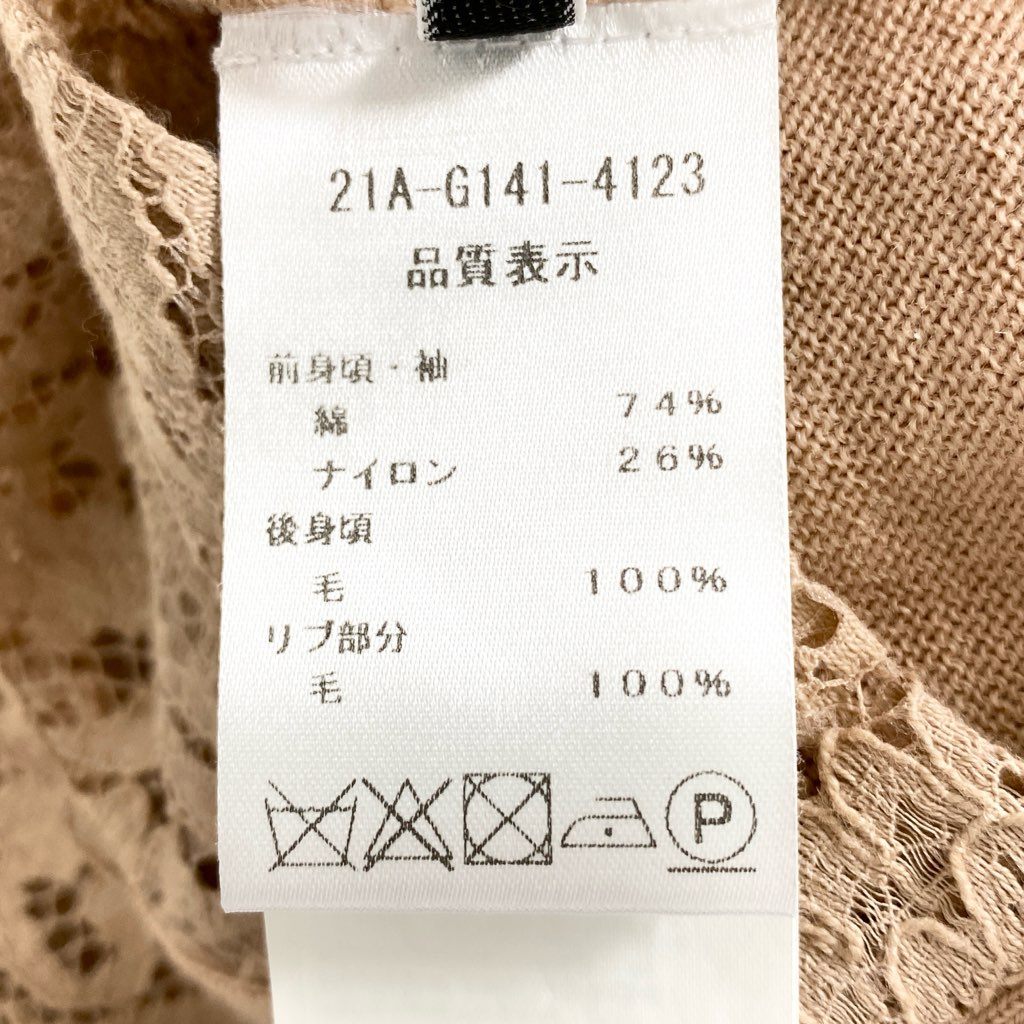 21A-G141-4123
品質表示
前身頃・袖
綿 74%
ナイロン 26%
後身頃
毛 100%
リブ部分
毛 100%
P